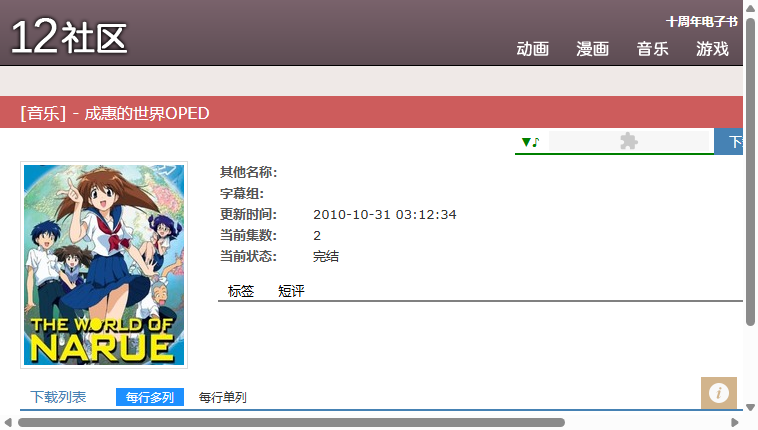 12社区
十周年电子书
动画 漫画 音乐 游戏
[音乐] - 成惠的世界OPED
▼♪
下
其他名称:
字幕组:
更新时间: 2010-10-31 03:12:34
当前集数: 2
当前状态: 完结
标签 短评
THE WORLD OF
NARUE
下载列表 每行多列 每行单列
i